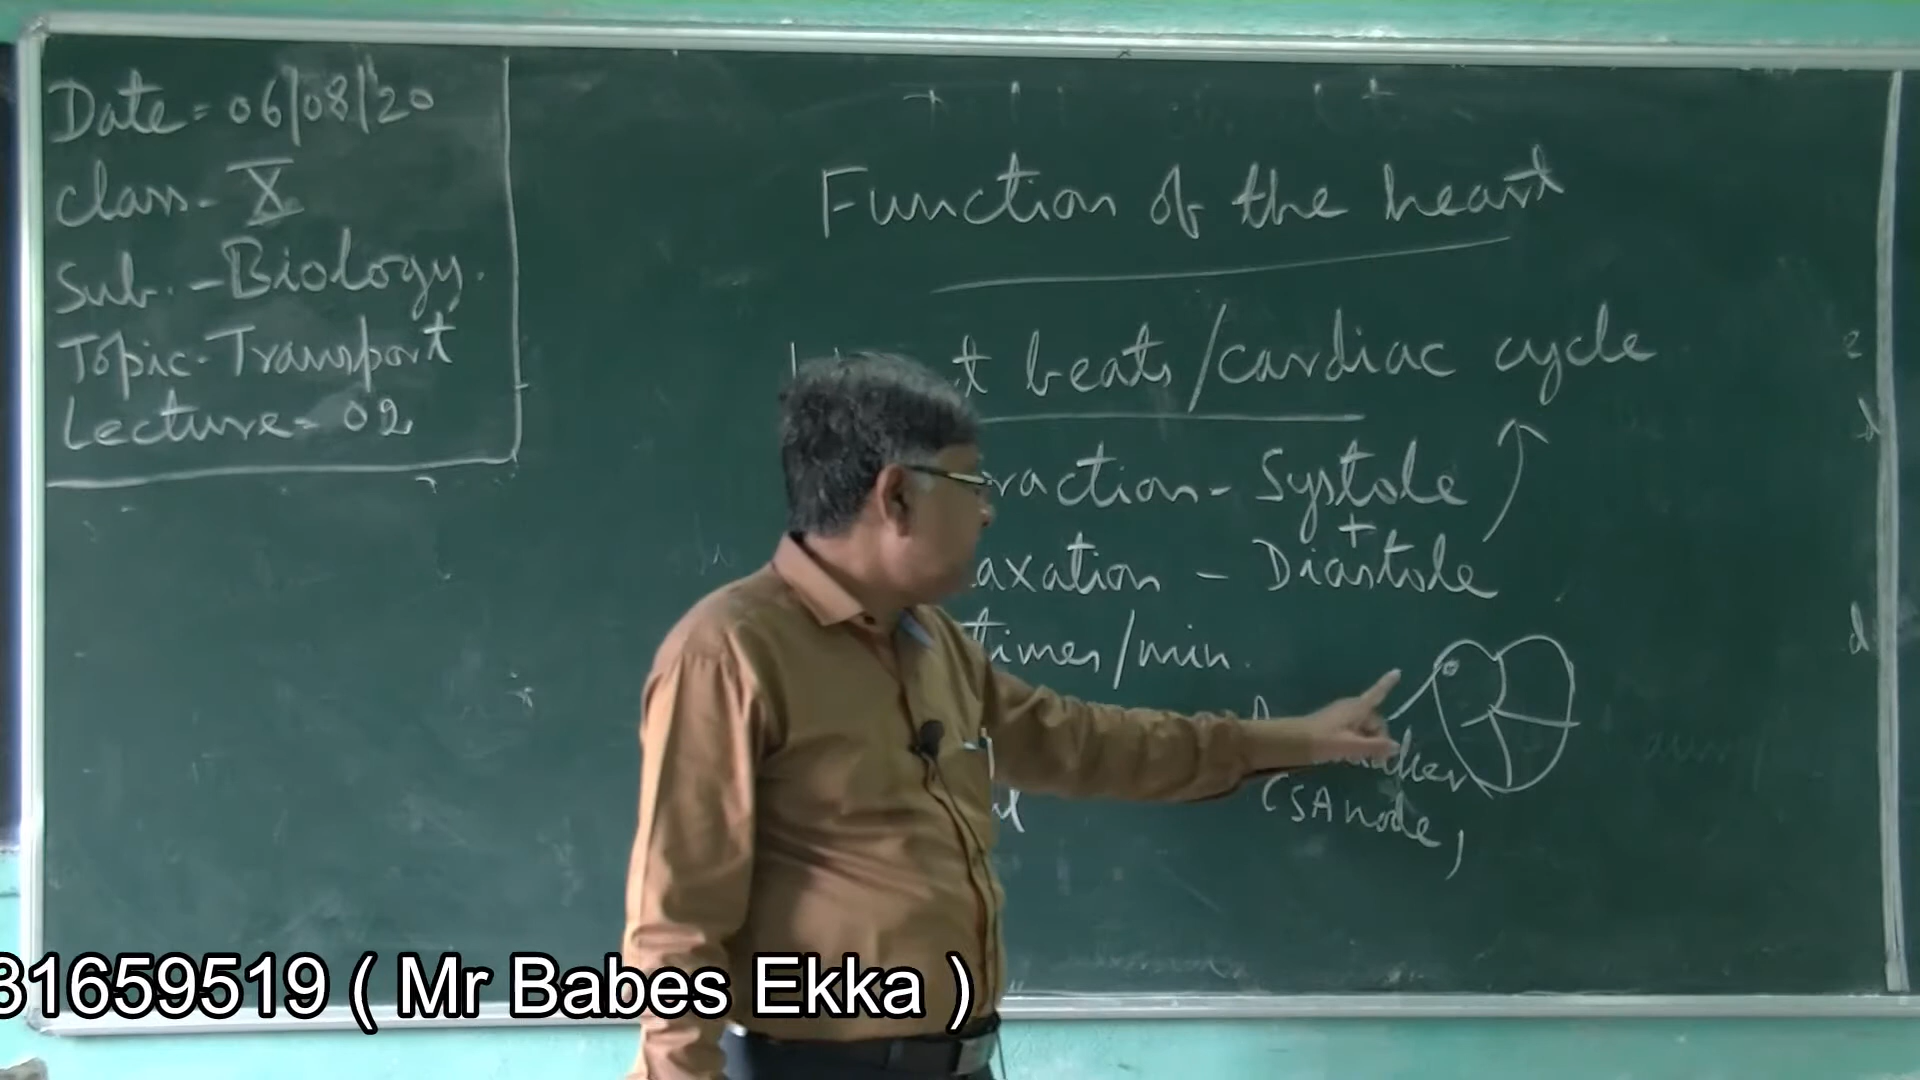 Date = 06/08/20
Class - X
Sub. - Biology.
Topic - Transport
Lecture = 02
Function of the heart
beats/cardiac cycle
raction - Systole
+
axation - Diastole
times/min.
(SA node,
31659519 ( Mr Babes Ekka )